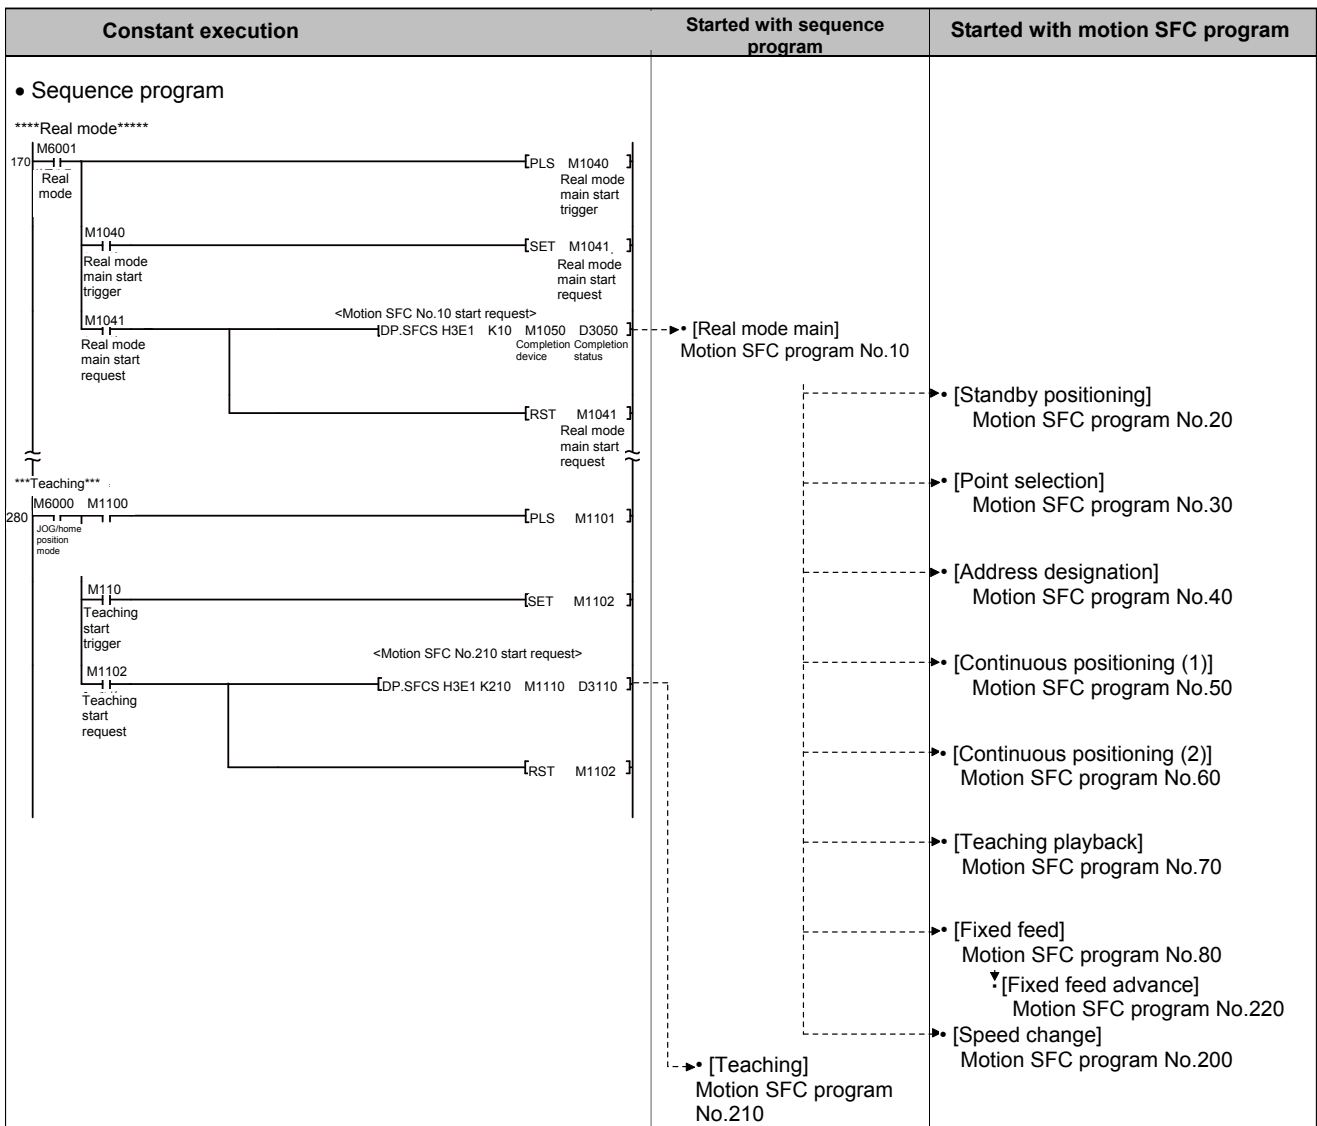 Constant execution
Started with sequence
program
Started with motion SFC program
• Sequence program
****Real mode*****
170
M6001
Real
mode
PLS M1040
Real mode
main start
trigger
M1040
Real mode
main start
trigger
SET M1041
Real mode
main start
request
<Motion SFC No.10 start request>
M1041
Real mode
main start
request
DP.SFCS H3E1 K10 M1050 D3050
Completion Completion
device status
• [Real mode main]
Motion SFC program No.10
RST M1041
Real mode
main start
request
***Teaching***
280
M6000 M1100
JOG/home
position
mode
PLS M1101
M110
Teaching
start
trigger
SET M1102
<Motion SFC No.210 start request>
M1102
Teaching
start
request
DP.SFCS H3E1 K210 M1110 D3110
RST M1102
• [Teaching]
Motion SFC program
No.210
• [Standby positioning]
Motion SFC program No.20
• [Point selection]
Motion SFC program No.30
• [Address designation]
Motion SFC program No.40
• [Continuous positioning (1)]
Motion SFC program No.50
• [Continuous positioning (2)]
Motion SFC program No.60
• [Teaching playback]
Motion SFC program No.70
• [Fixed feed]
Motion SFC program No.80
[Fixed feed advance]
Motion SFC program No.220
• [Speed change]
Motion SFC program No.200